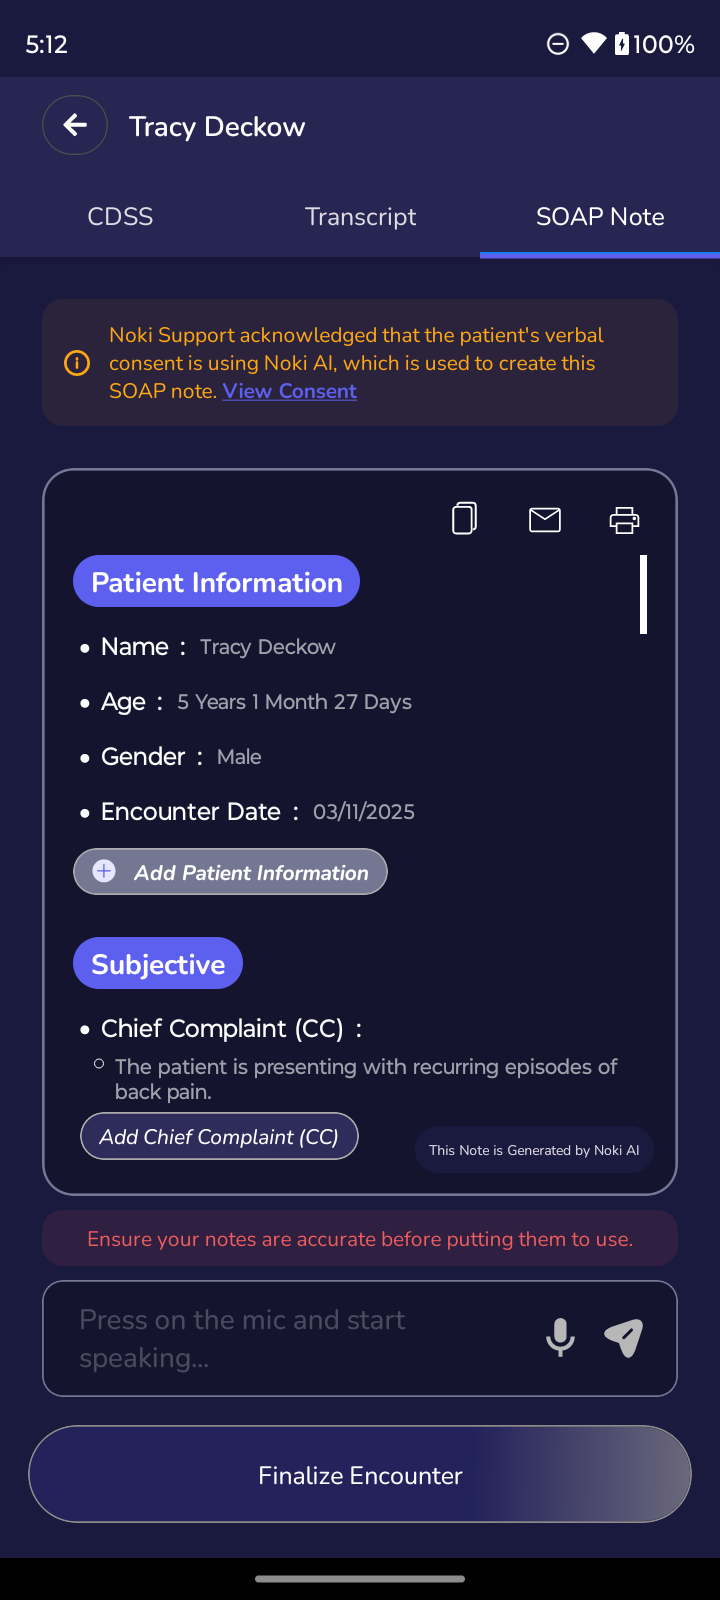 5:12
100%
Tracy Deckow
CDSS
Transcript
SOAP Note
Noki Support acknowledged that the patient's verbal
consent is using Noki AI, which is used to create this
SOAP note. View Consent
Patient Information
• Name : Tracy Deckow
• Age : 5 Years 1 Month 27 Days
• Gender : Male
• Encounter Date : 03/11/2025
Add Patient Information
Subjective
• Chief Complaint (CC) :
○ The patient is presenting with recurring episodes of
back pain.
Add Chief Complaint (CC)
This Note is Generated by Noki AI
Ensure your notes are accurate before putting them to use.
Press on the mic and start
speaking...
Finalize Encounter